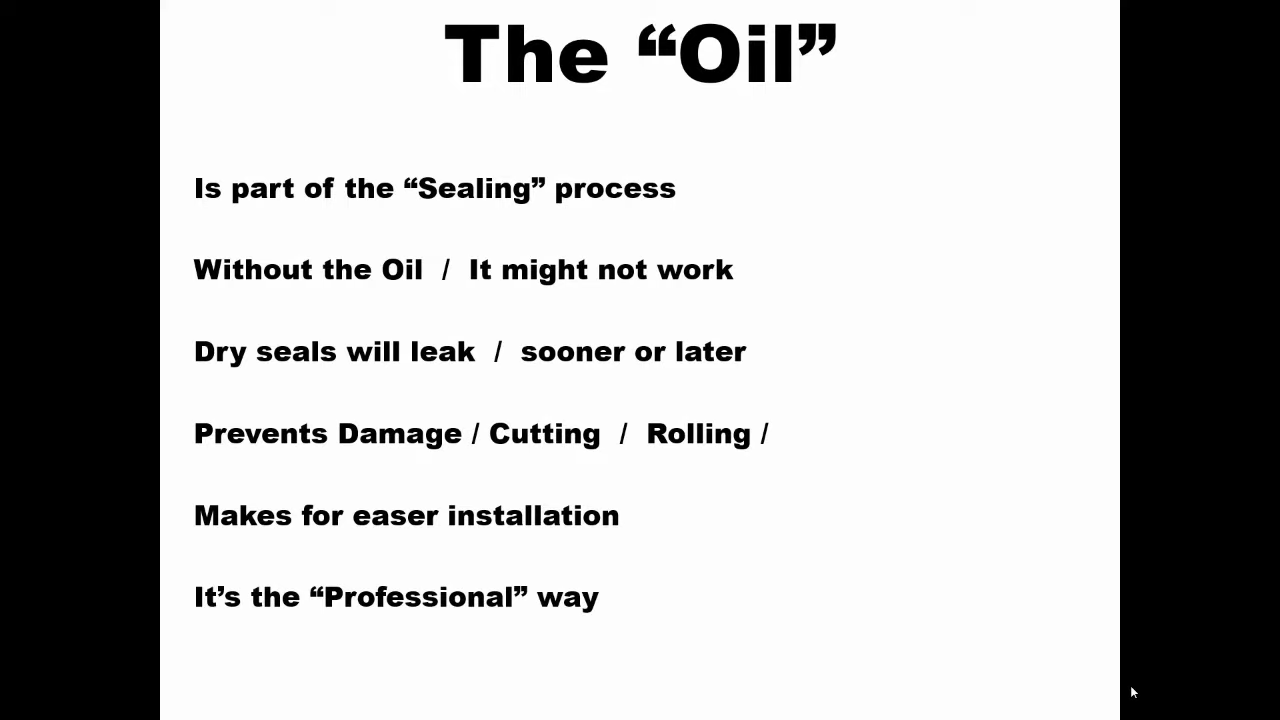 The “Oil”
Is part of the “Sealing” process
Without the Oil / It might not work
Dry seals will leak / sooner or later
Prevents Damage / Cutting / Rolling /
Makes for easer installation
It’s the “Professional” way